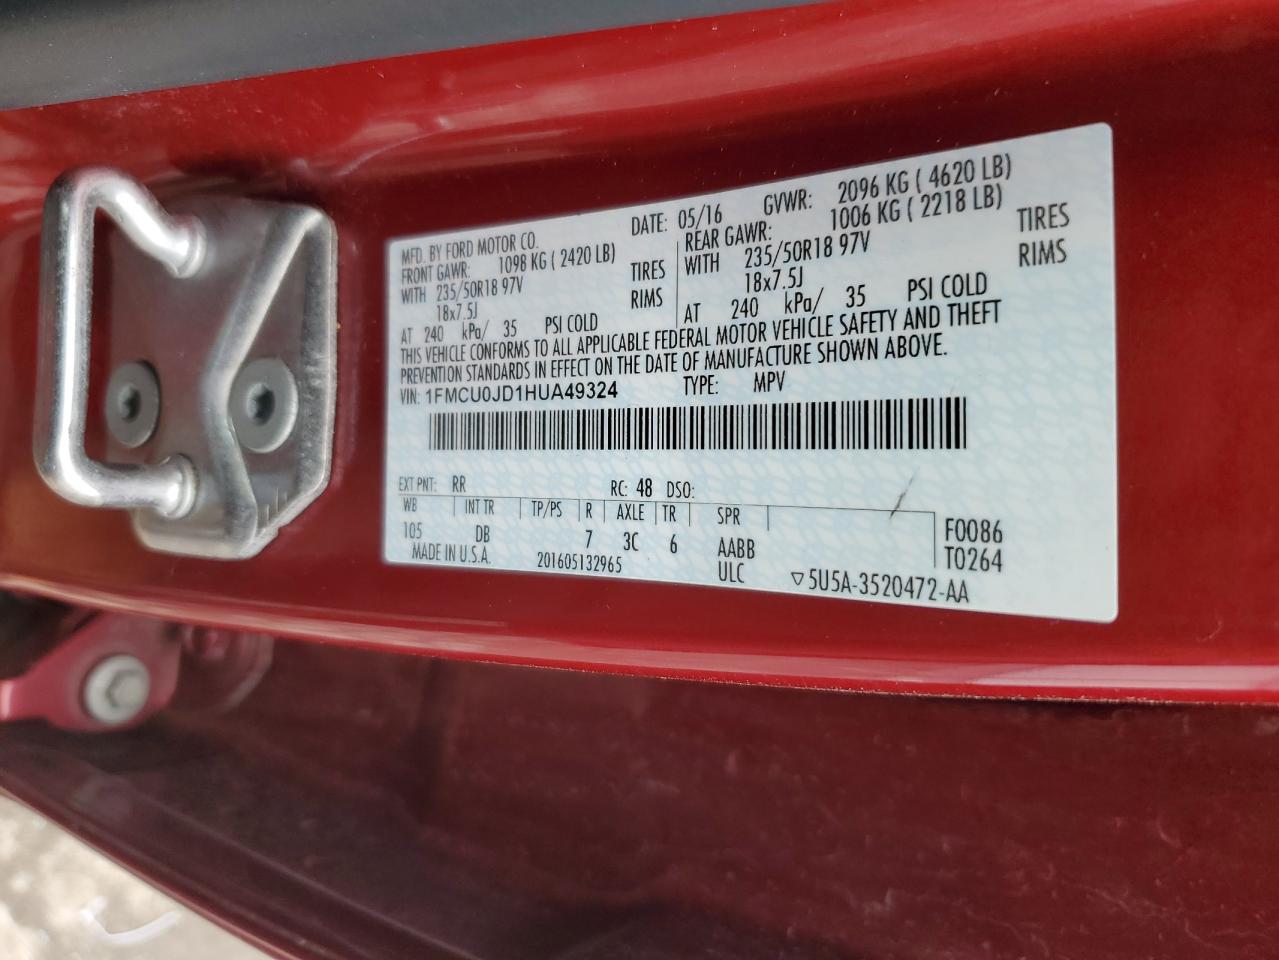 MFD. BY FORD MOTOR CO. DATE: 05/16 GVWR: 2096 KG ( 4620 LB)
FRONT GAWR: 1098 KG ( 2420 LB)
WITH 235/50R18 97V TIRES
18x7.5J RIMS
AT 240 kPa/ 35 PSI COLD
REAR GAWR: 1006 KG ( 2218 LB)
WITH 235/50R18 97V TIRES
18x7.5J RIMS
AT 240 kPa/ 35 PSI COLD
THIS VEHICLE CONFORMS TO ALL APPLICABLE FEDERAL MOTOR VEHICLE SAFETY AND THEFT
PREVENTION STANDARDS IN EFFECT ON THE DATE OF MANUFACTURE SHOWN ABOVE.
VIN: 1FMCU0JD1HUA49324 TYPE: MPV
EXT PNT: RR RC: 48 DSO:
WB INT TR TP/PS R AXLE TR SPR
105 DB 7 3C 6 AABB F0086
MADE IN U.S.A. 201605132965 ULC T0264
▽5U5A-3520472-AA